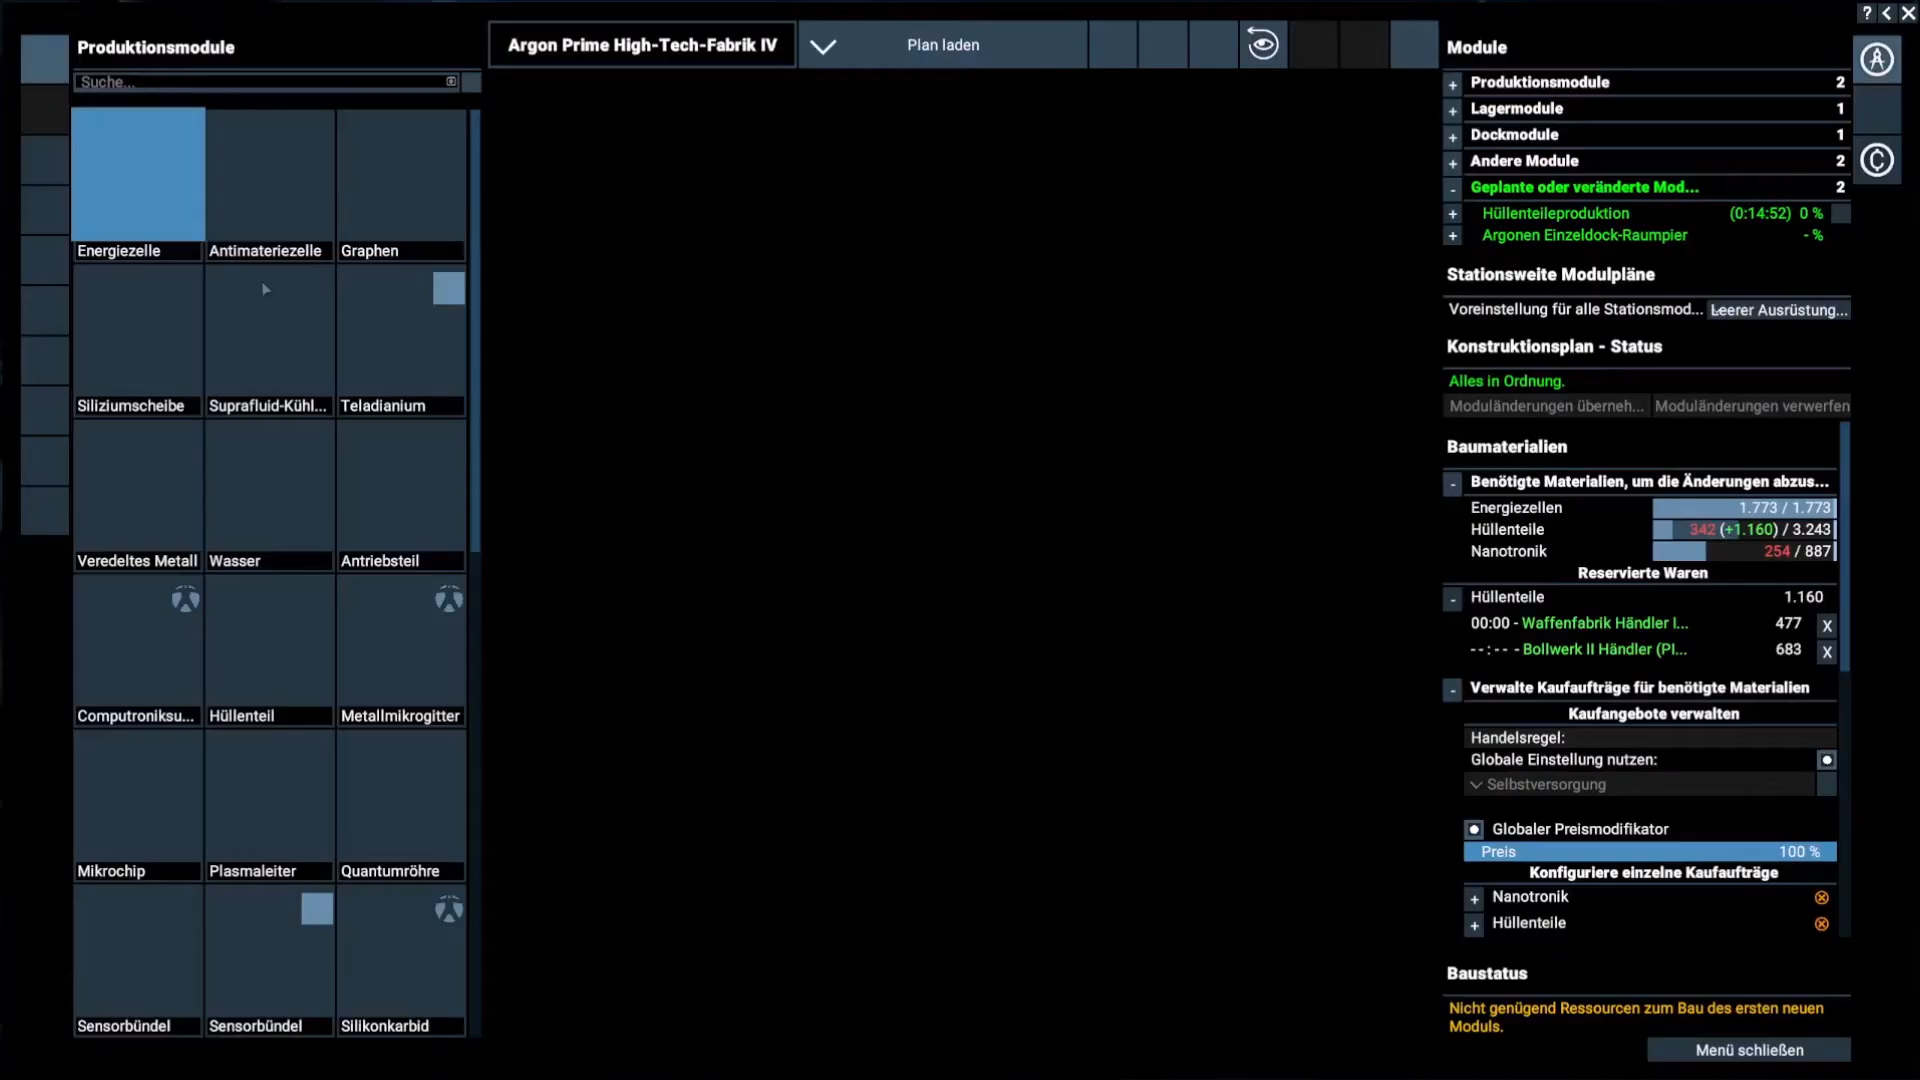 Produktionsmodule
Suche...
Energiezelle
Antimateriezelle
Graphen
Siliziumscheibe
Suprafluid-Kühl...
Teladianium
Veredeltes Metall
Wasser
Antriebsteil
Computroniksu...
Hüllenteil
Metallmikrogitter
Mikrochip
Plasmaleiter
Quantumröhre
Sensorbündel
Sensorbündel
Silikonkarbid
Argon Prime High-Tech-Fabrik IV
Plan laden
Module
Produktionsmodule 2
Lagermodule 1
Dockmodule 1
Andere Module 2
Geplante oder veränderte Mod... 2
Hüllenteileproduktion (0:14:52) 0 %
Argonen Einzeldock-Raumpier - %
Stationsweite Modulpläne
Voreinstellung für alle Stationsmod... Leerer Ausrüstung...
Konstruktionsplan - Status
Alles in Ordnung.
Moduländerungen überneh... Moduländerungen verwerfen
Baumaterialien
Benötigte Materialien, um die Änderungen abzus...
Energiezellen 1.773 / 1.773
Hüllenteile 342 (+1.160) / 3.243
Nanotronik 254 / 887
Reservierte Waren
Hüllenteile 1.160
00:00 - Waffenfabrik Händler I... 477 X
--:-- - Bollwerk II Händler (PI... 683 X
Verwalte Kaufaufträge für benötigte Materialien
Kaufangebote verwalten
Handelsregel:
Globale Einstellung nutzen:
Selbstversorgung
Globaler Preismodifikator
Preis 100 %
Konfiguriere einzelne Kaufaufträge
Nanotronik
Hüllenteile
Baustatus
Nicht genügend Ressourcen zum Bau des ersten neuen
Moduls.
Menü schließen